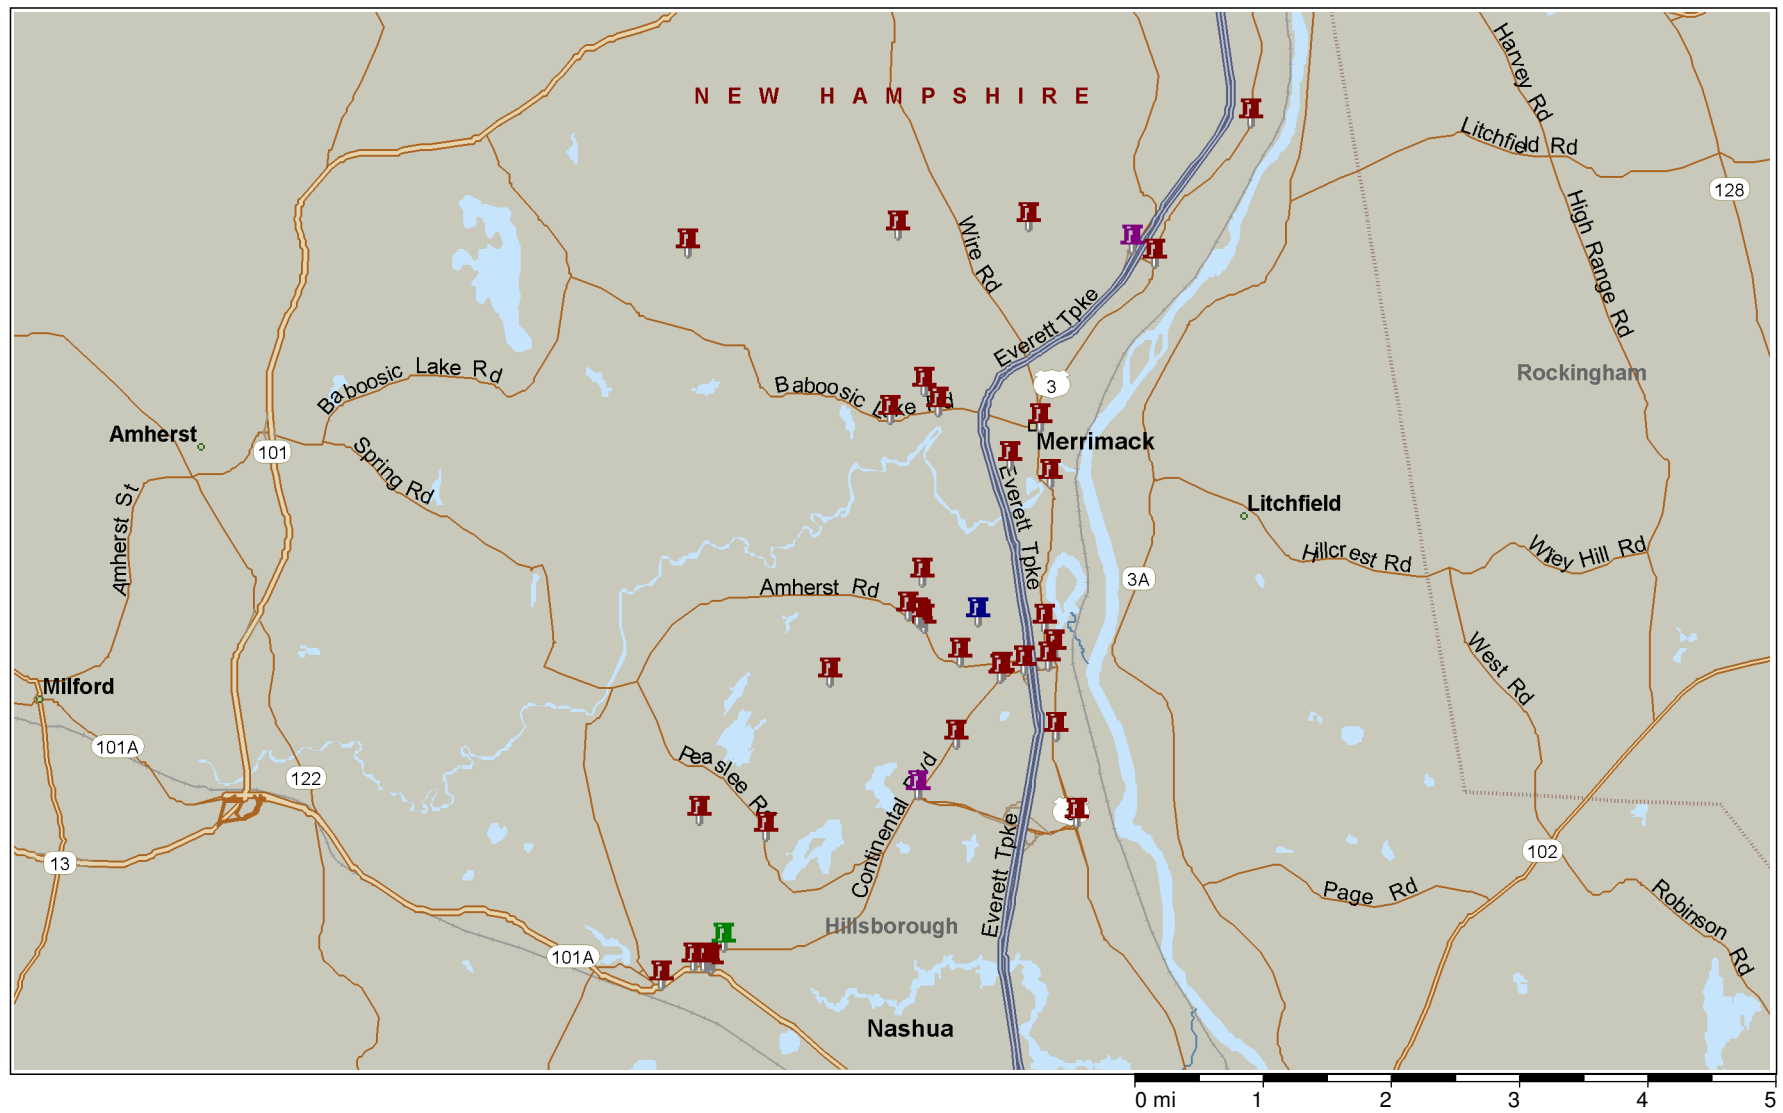 NEW HAMPSHIRE
Harvey Rd
Litchfield Rd
128
High Range Rd
Wire Rd
Everett Tpke
Rockingham
Baboosic Lake Rd
Baboosic Lake Rd
3
Amherst
101
Merrimack
Spring Rd
Litchfield
Amherst St
Everett Tpke
Hillcrest Rd
Wiley Hill Rd
3A
Amherst Rd
West Rd
Milford
101A
122
Peaslee Rd
Continental Blvd
Everett Tpke
13
102
Page Rd
Robinson Rd
Hillsborough
101A
Nashua
0 mi 1 2 3 4 5